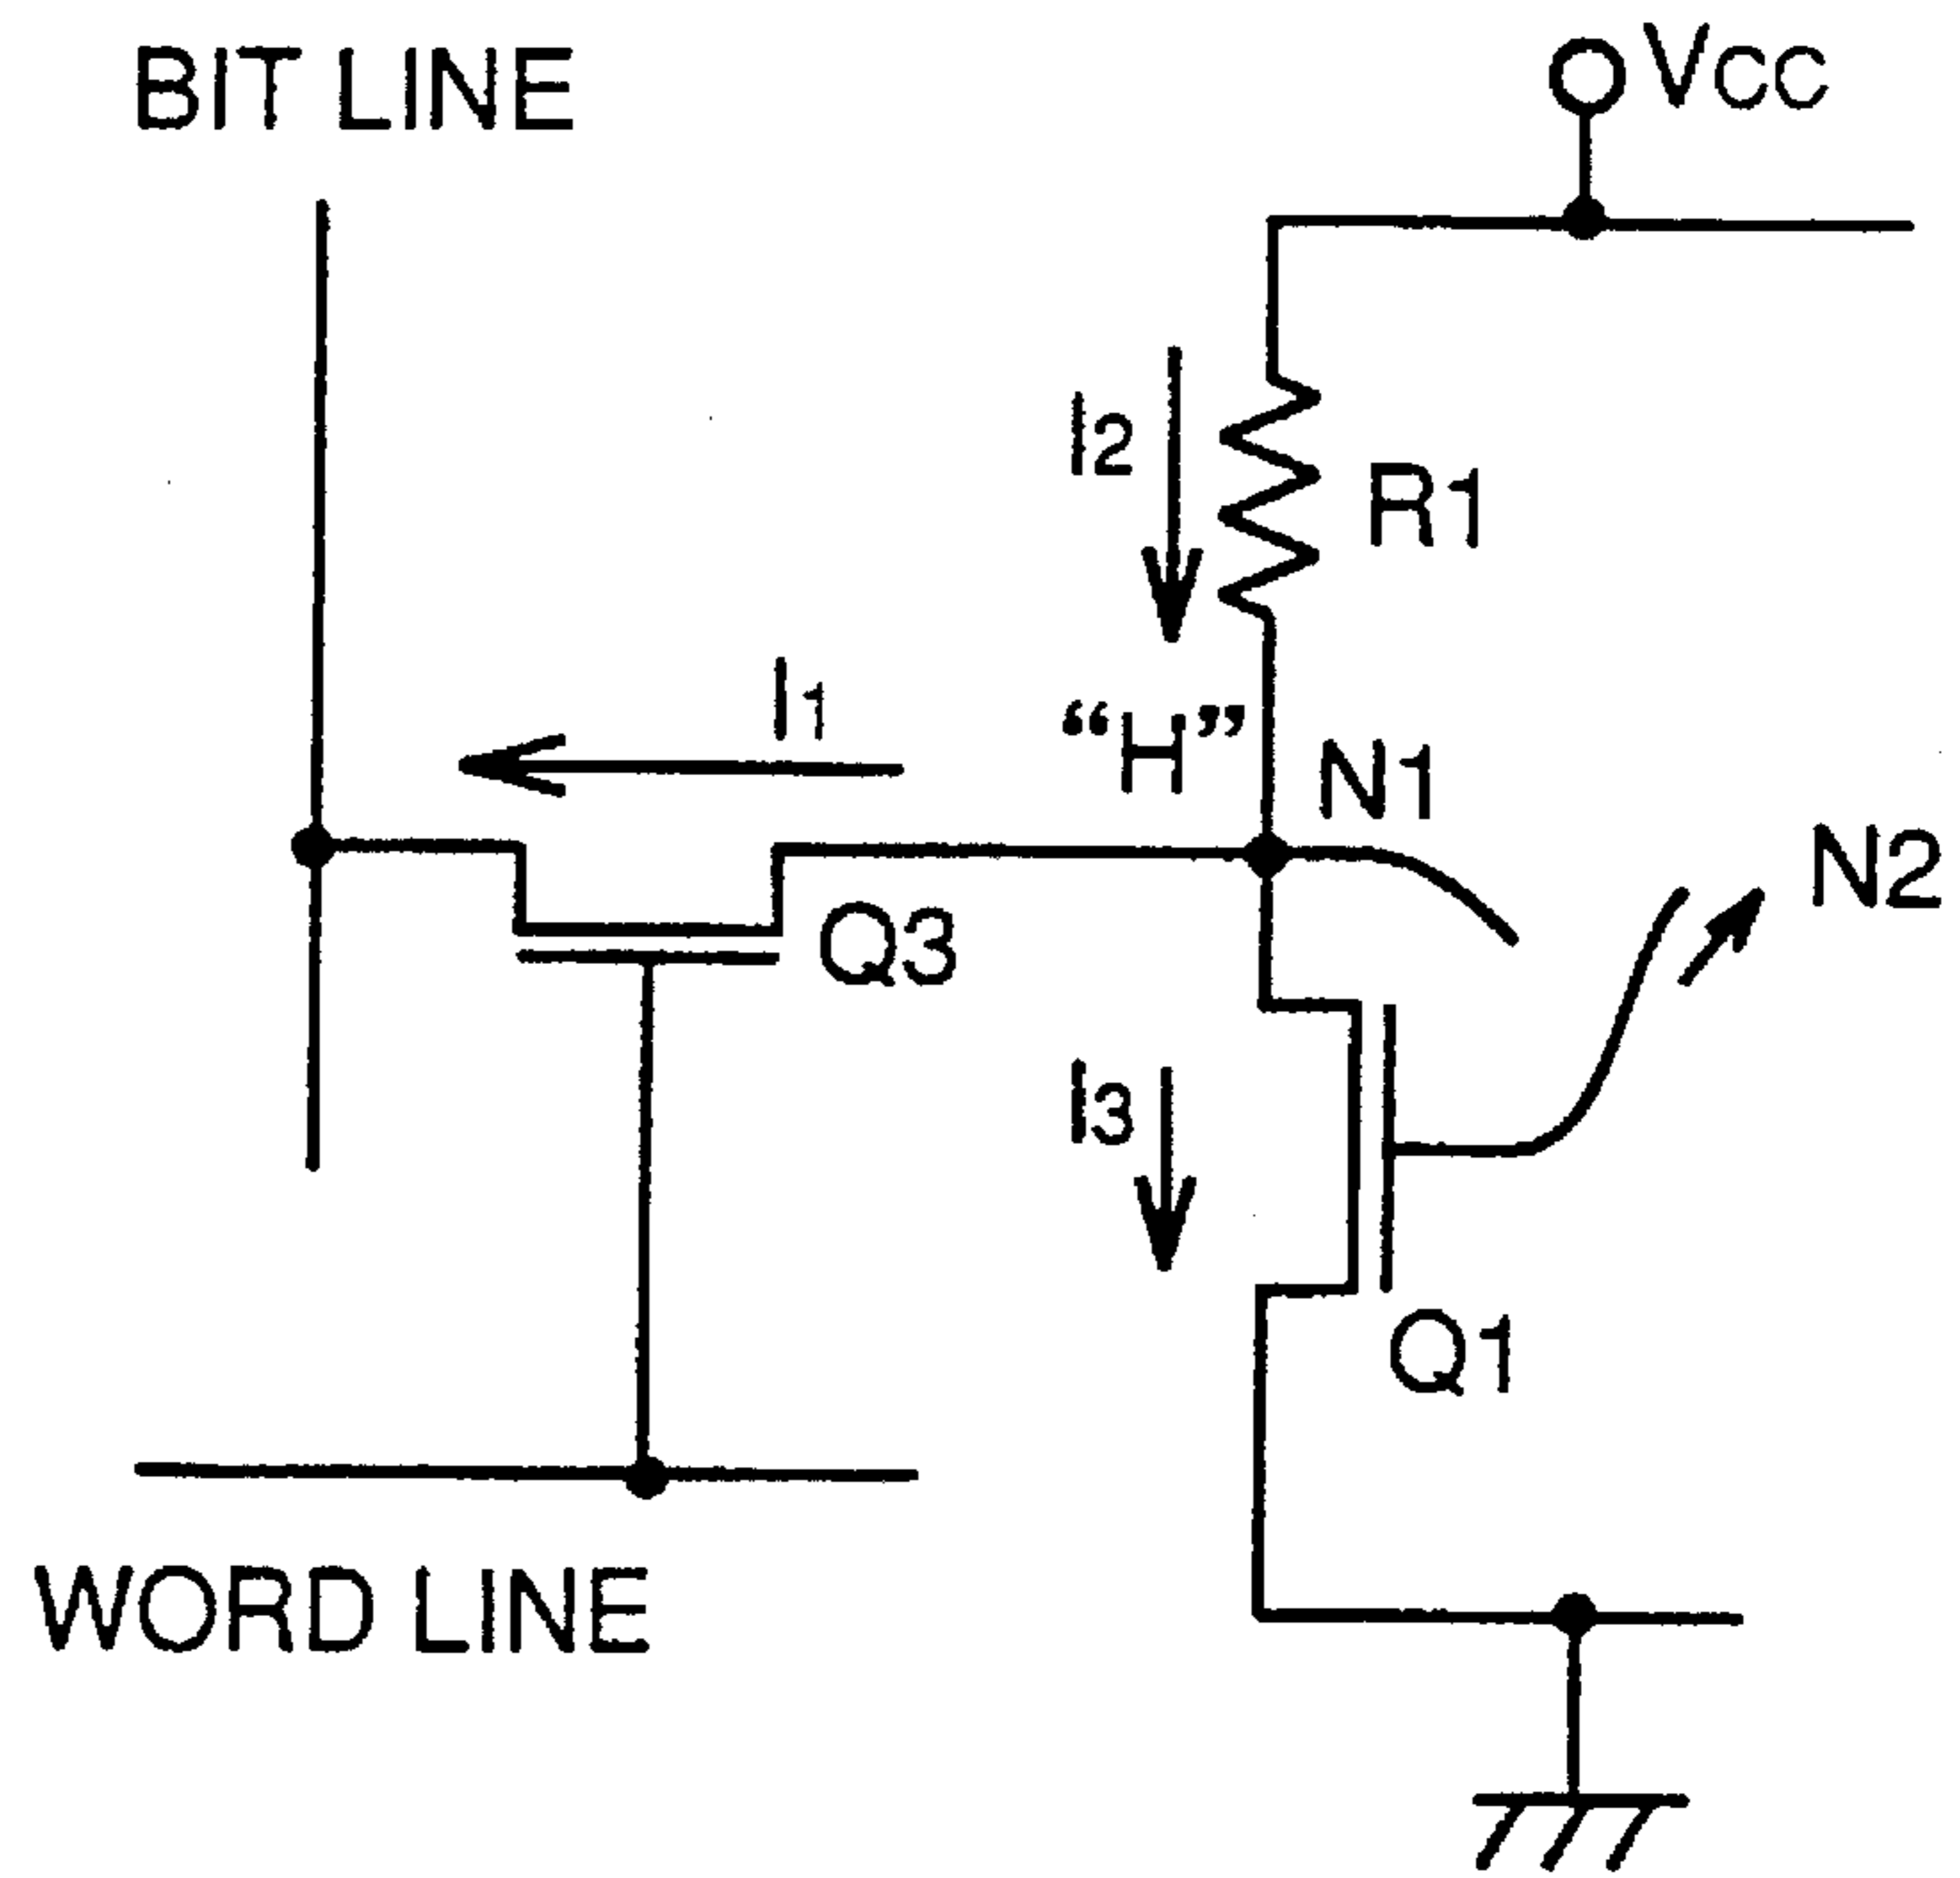 BIT LINE
VCC
I2
R1
I1
“H”
N1
N2
Q3
I3
Q1
WORD LINE